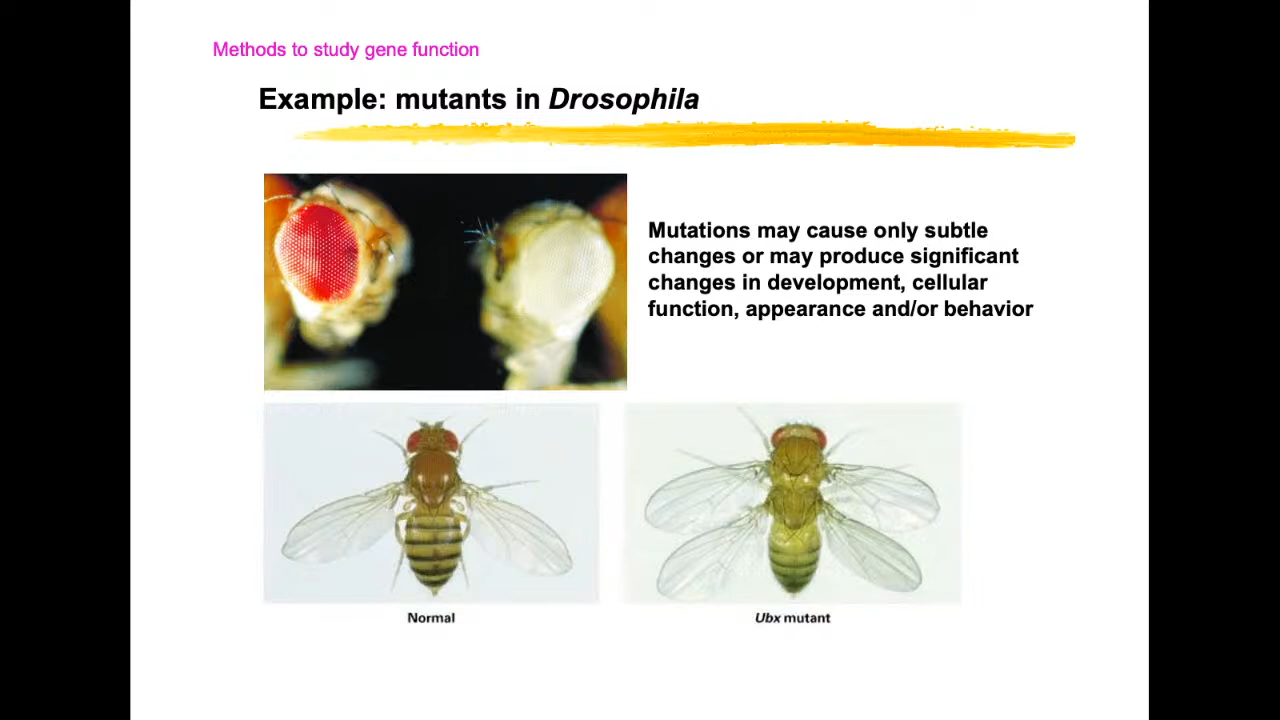 Methods to study gene function
Example: mutants in Drosophila
Mutations may cause only subtle
changes or may produce significant
changes in development, cellular
function, appearance and/or behavior
Normal
Ubx mutant